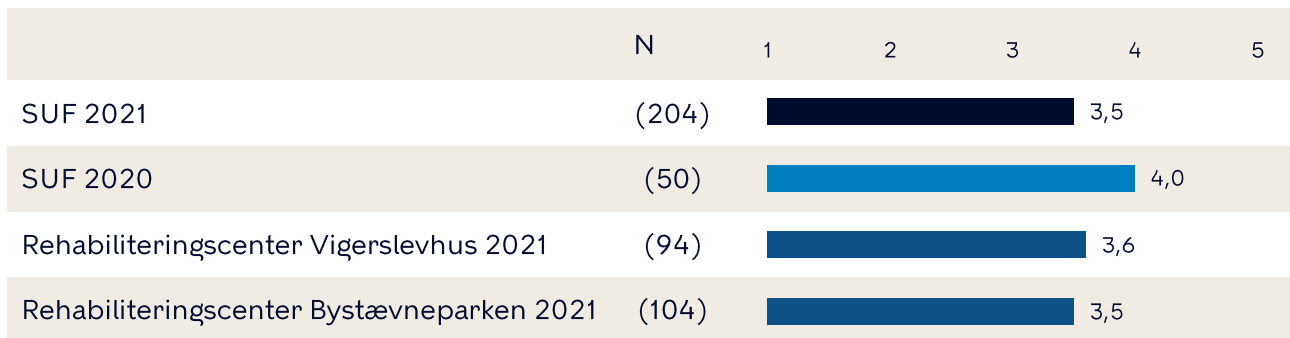 N 1 2 3 4 5
SUF 2021 (204) 3,5
SUF 2020 (50) 4,0
Rehabiliteringscenter Vigerslevhus 2021 (94) 3,6
Rehabiliteringscenter Bystævneparken 2021 (104) 3,5